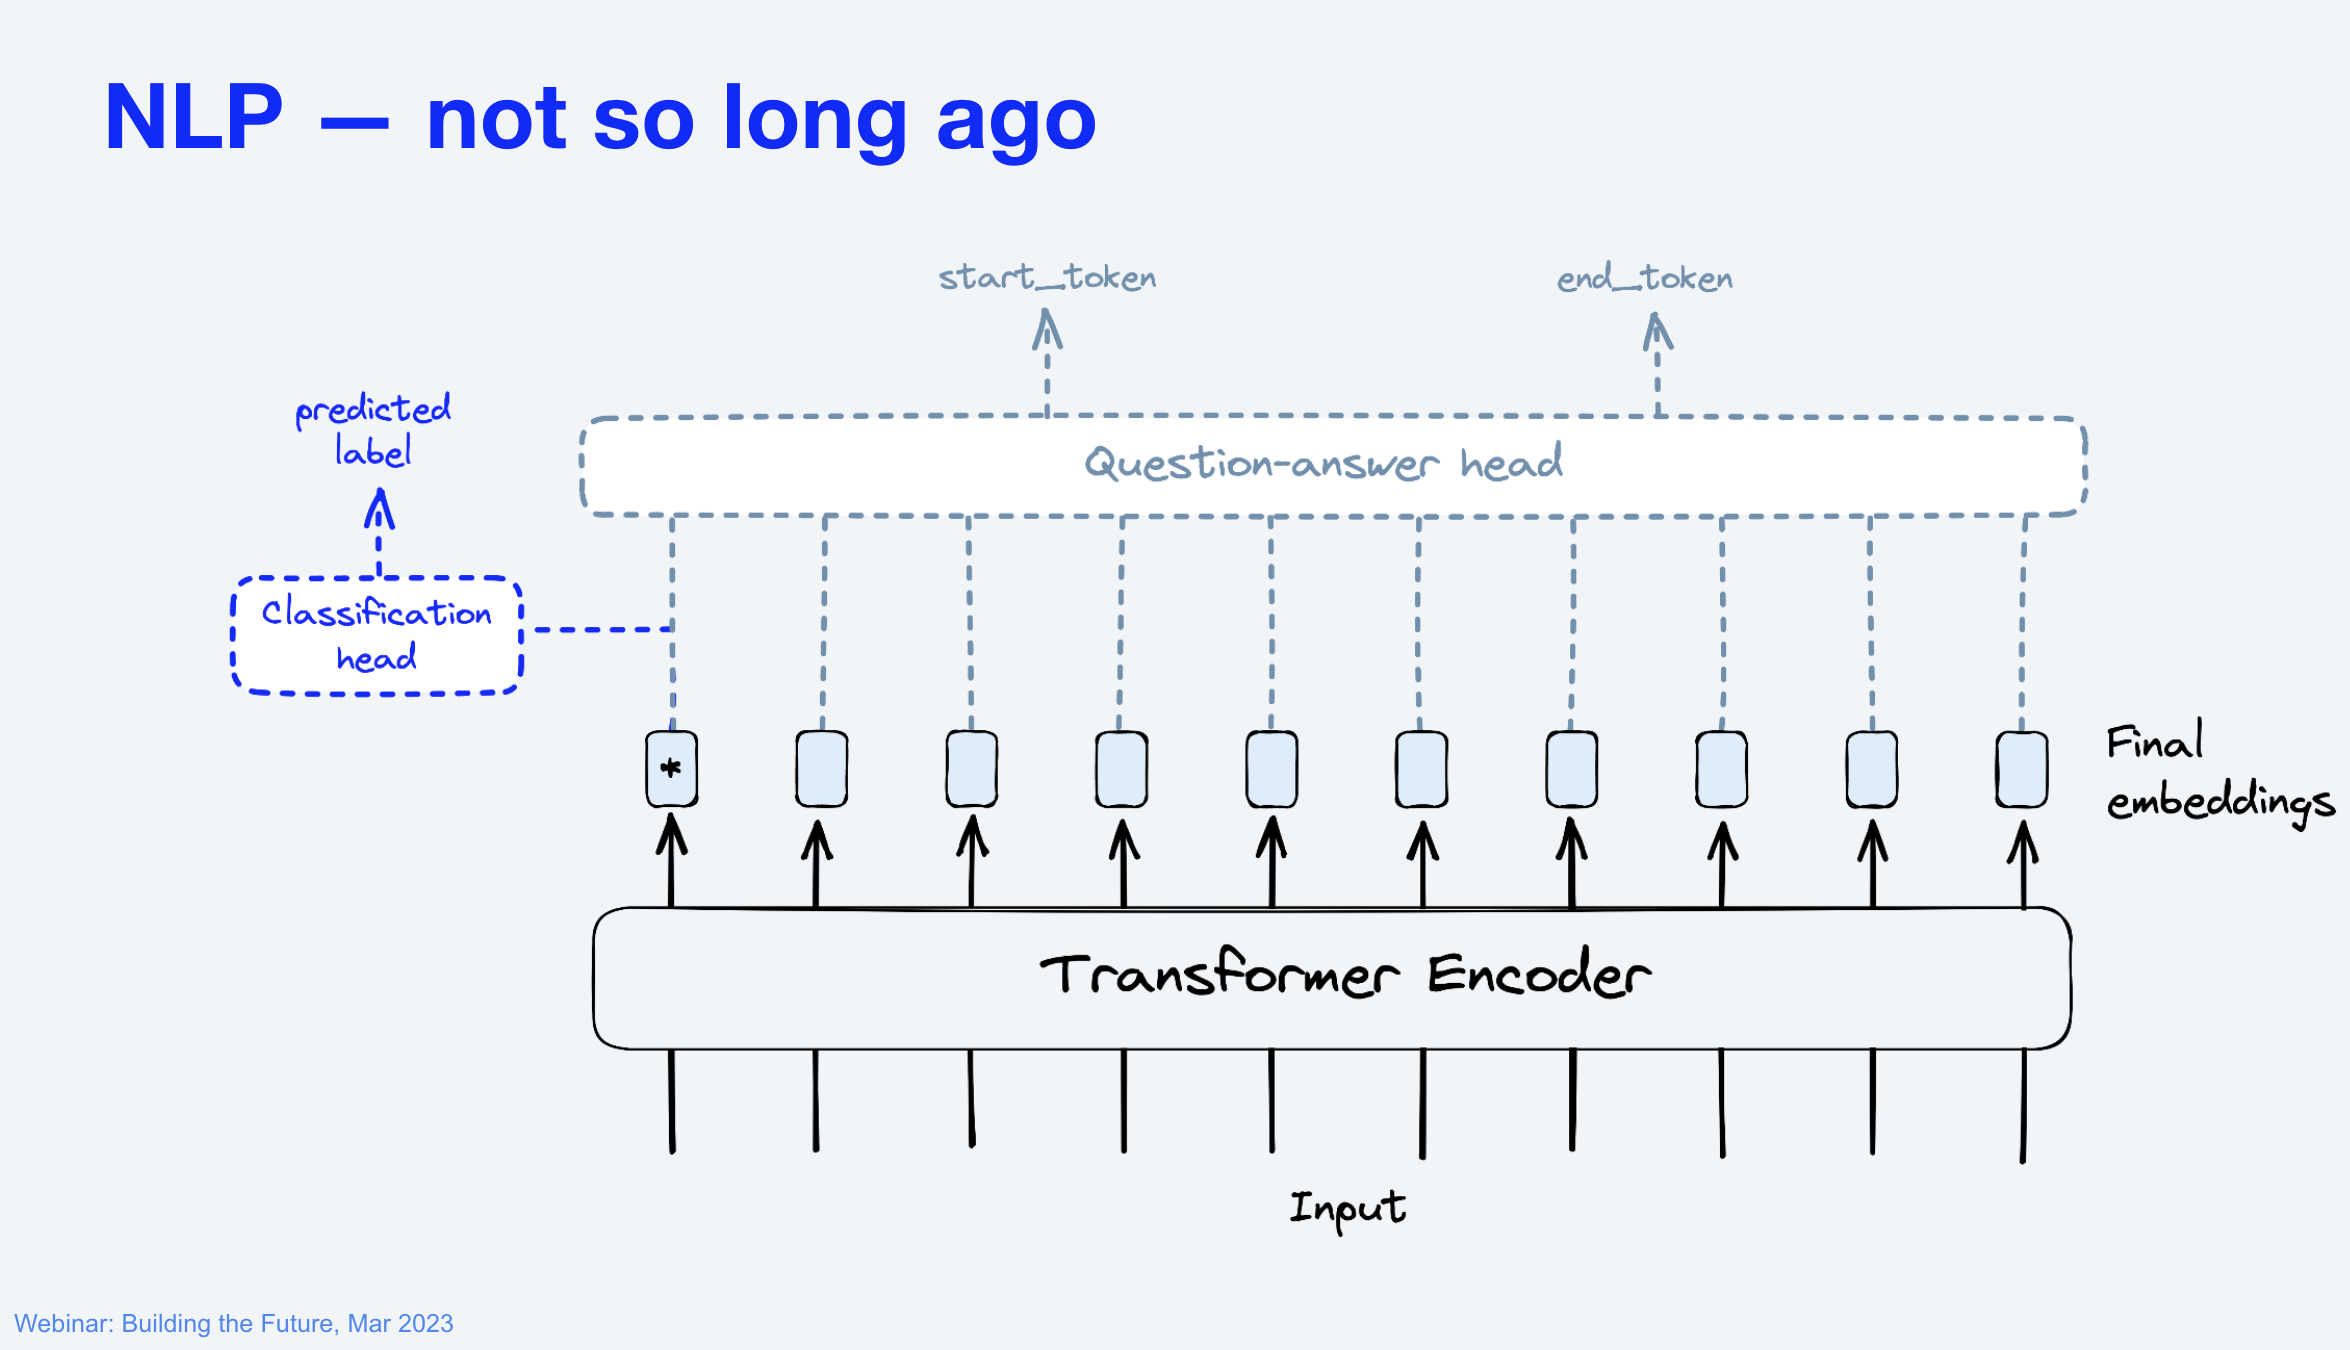 NLP — not so long ago
start_token
end_token
predicted
label
Question-answer head
Classification
head
*
Final
embeddings
Transformer Encoder
Input
Webinar: Building the Future, Mar 2023